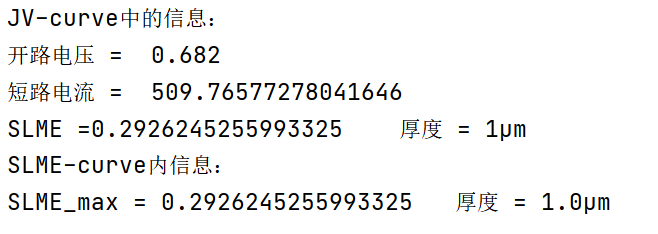 JV-curve中的信息：
开路电压 =  0.682
短路电流 =  509.76577278041646
SLME =0.2926245255993325    厚度 = 1μm
SLME-curve内信息：
SLME_max = 0.2926245255993325   厚度 = 1.0μm